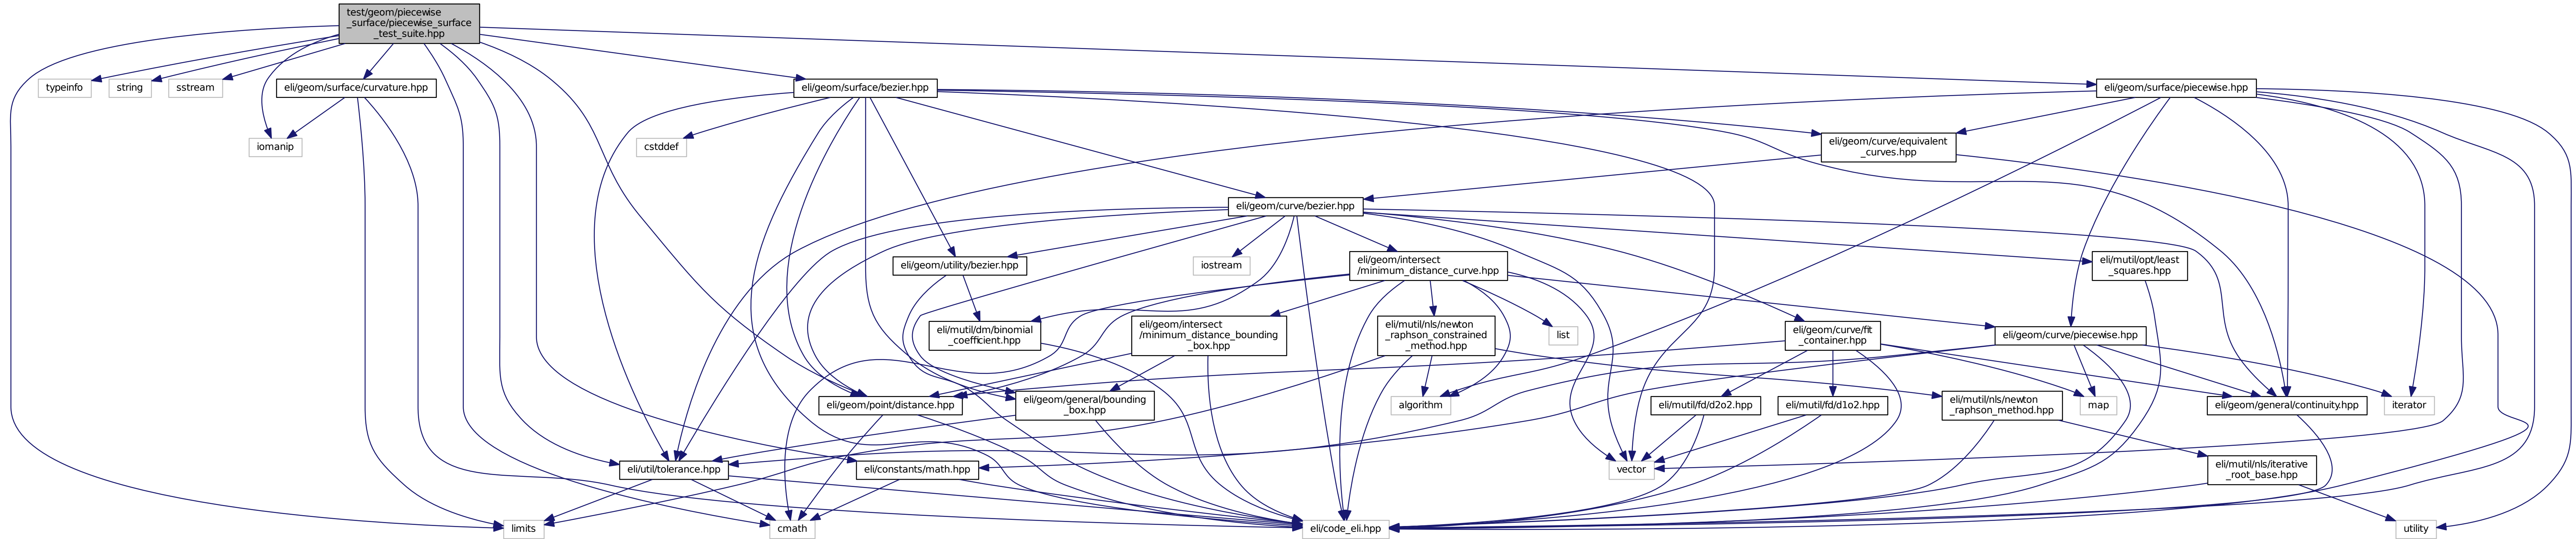 test/geom/piecewise
_surface/piecewise_surface
_test_suite.hpp
typeinfo
string
sstream
eli/geom/surface/curvature.hpp
eli/geom/surface/bezier.hpp
eli/geom/surface/piecewise.hpp
iomanip
cstddef
eli/geom/curve/equivalent
_curves.hpp
eli/geom/curve/bezier.hpp
eli/geom/utility/bezier.hpp
iostream
eli/geom/intersect
/minimum_distance_curve.hpp
eli/mutil/opt/least
_squares.hpp
eli/mutil/dm/binomial
_coefficient.hpp
eli/geom/intersect
/minimum_distance_bounding
_box.hpp
eli/mutil/nls/newton
_raphson_constrained
_method.hpp
list
eli/geom/curve/fit
_container.hpp
eli/geom/curve/piecewise.hpp
eli/geom/point/distance.hpp
eli/geom/general/bounding
_box.hpp
algorithm
eli/mutil/fd/d2o2.hpp
eli/mutil/fd/d1o2.hpp
eli/mutil/nls/newton
_raphson_method.hpp
map
eli/geom/general/continuity.hpp
iterator
eli/util/tolerance.hpp
eli/constants/math.hpp
vector
eli/mutil/nls/iterative
_root_base.hpp
limits
cmath
eli/code_eli.hpp
utility